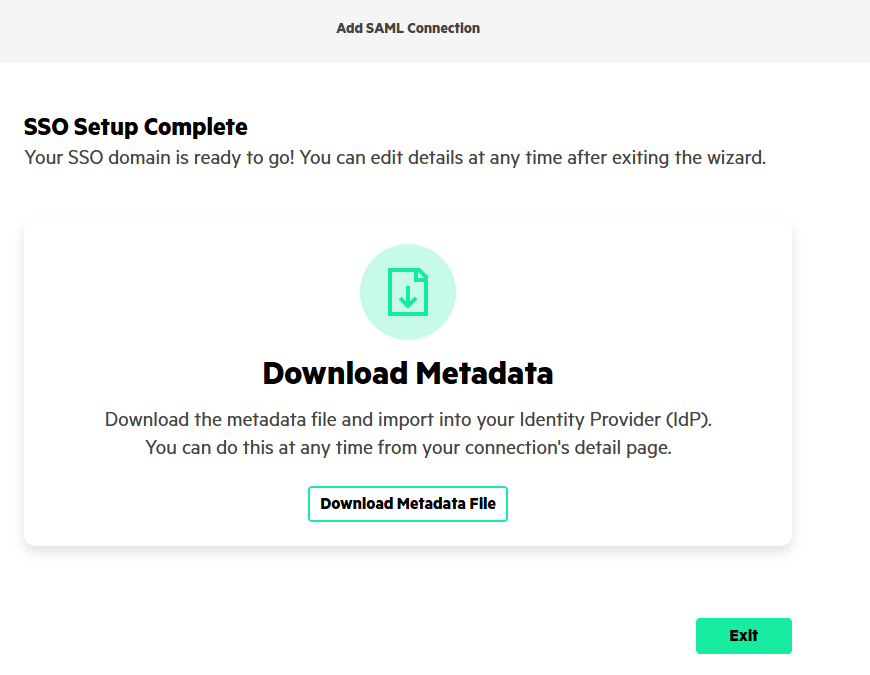 Add SAML Connection
SSO Setup Complete
Your SSO domain is ready to go! You can edit details at any time after exiting the wizard.
Download Metadata
Download the metadata file and import into your Identity Provider (IdP).
You can do this at any time from your connection's detail page.
Download Metadata File
Exit